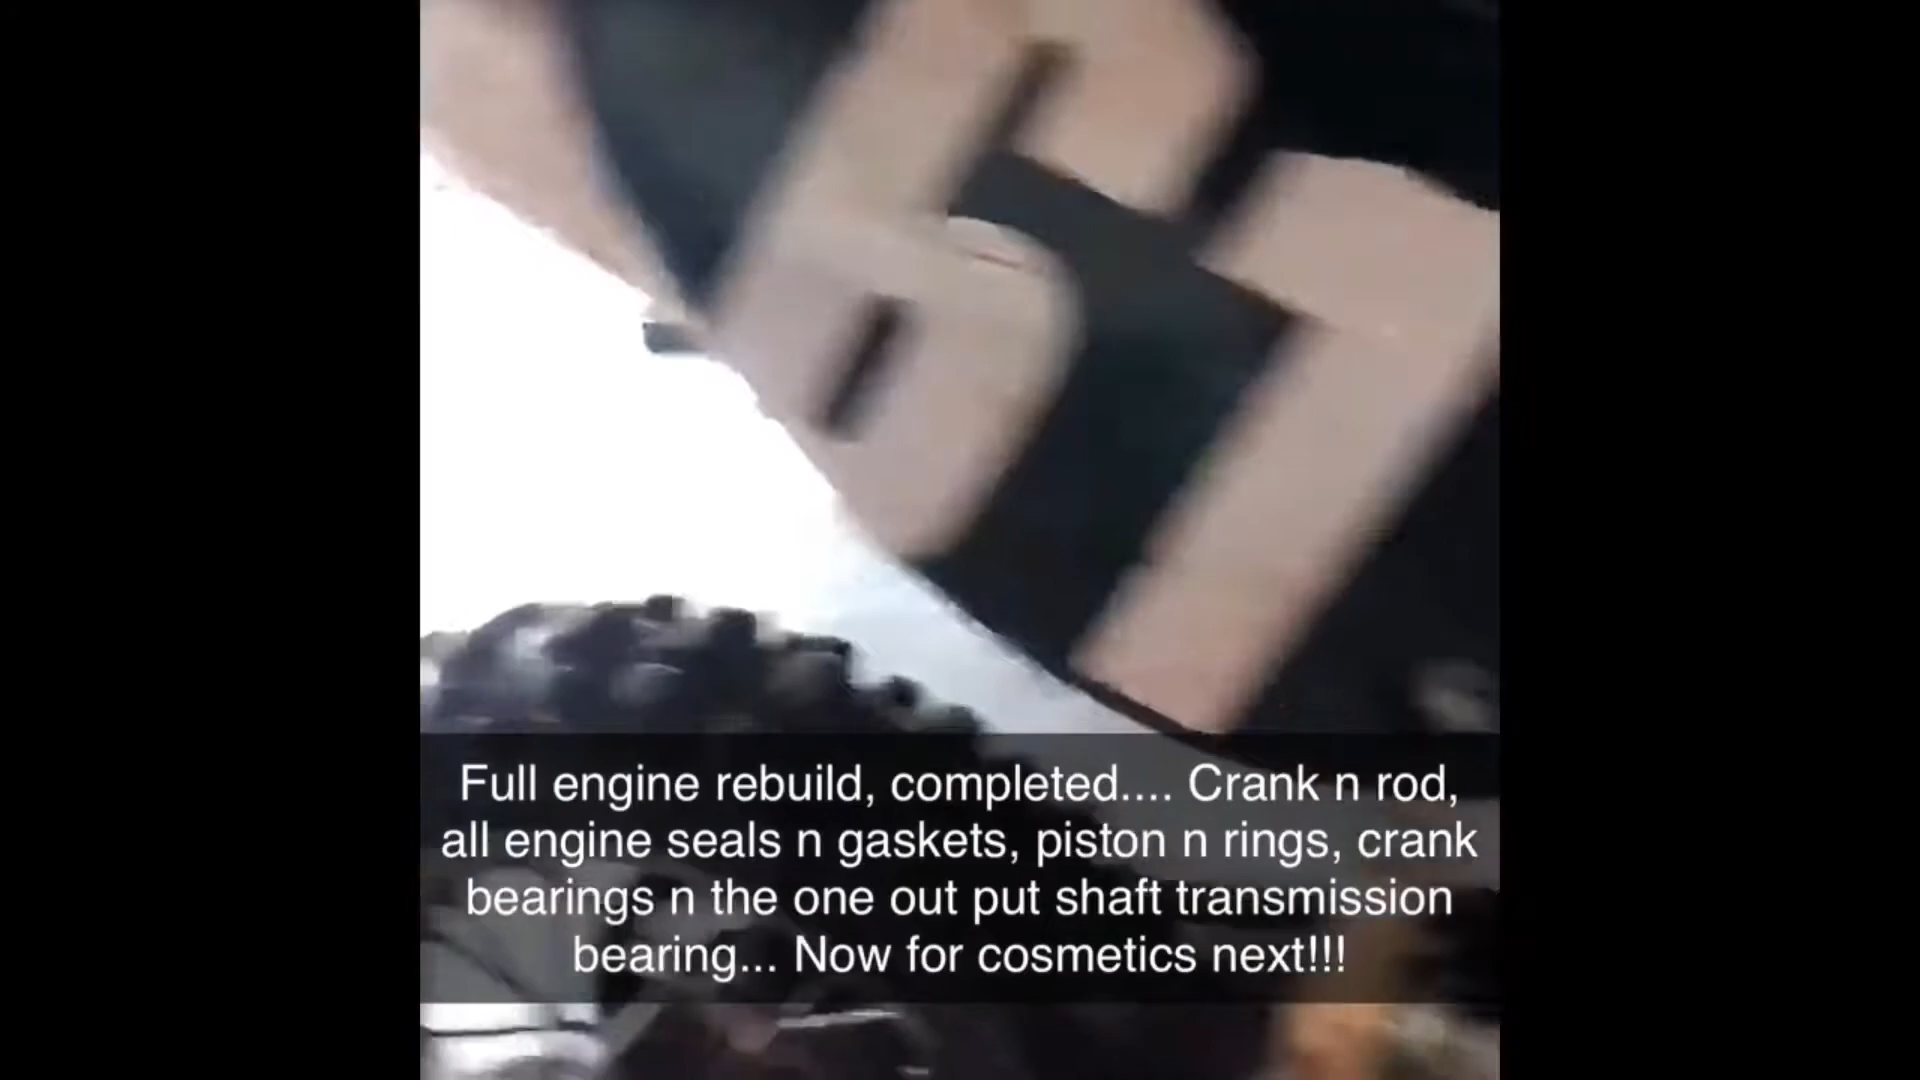 67
Full engine rebuild, completed.... Crank n rod,
all engine seals n gaskets, piston n rings, crank
bearings n the one out put shaft transmission
bearing... Now for cosmetics next!!!